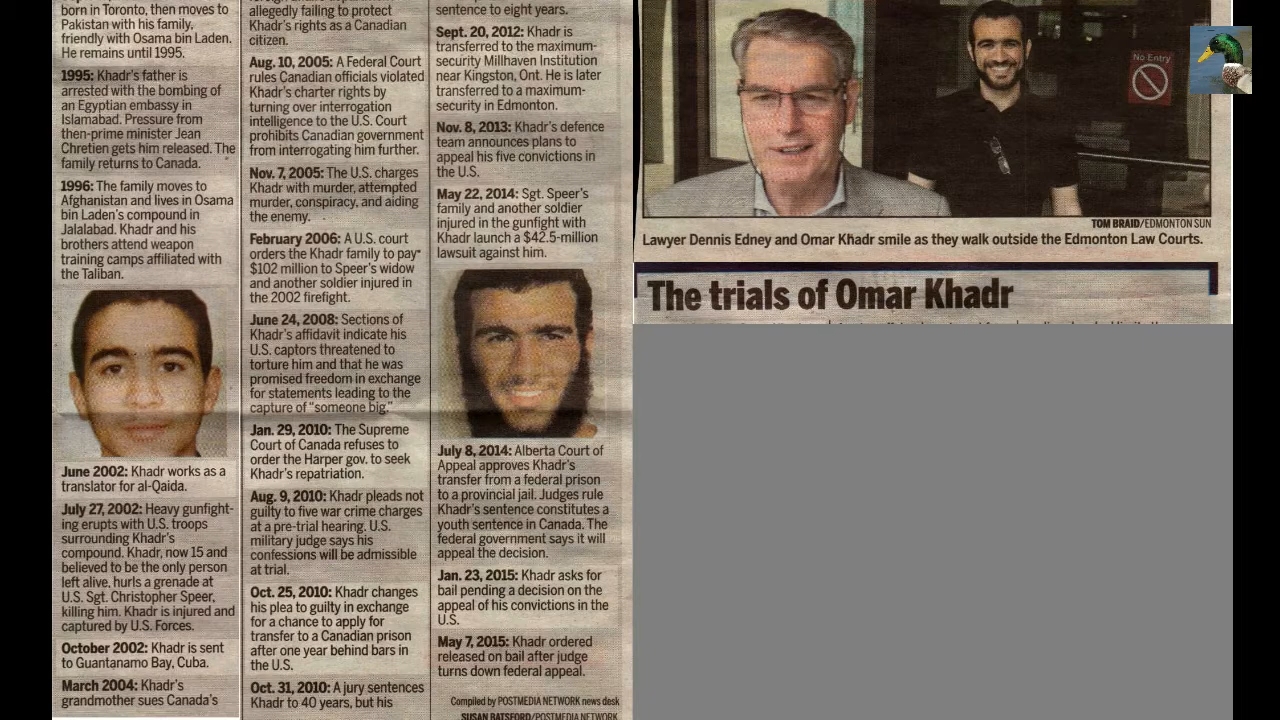 born in Toronto, then moves to
Pakistan with his family,
friendly with Osama bin Laden.
He remains until 1995.
1995: Khadr's father is
arrested with the bombing of
an Egyptian embassy in
Islamabad. Pressure from
then-prime minister Jean
Chretien gets him released. The
family returns to Canada.
1996: The family moves to
Afghanistan and lives in Osama
bin Laden's compound in
Jalalabad. Khadr and his
brothers attend weapon
training camps affiliated with
the Taliban.
June 2002: Khadr works as a
translator for al-Qaida.
July 27, 2002: Heavy gunfight-
ing erupts with U.S. troops
surrounding Khadr's
compound. Khadr, now 15 and
believed to be the only person
left alive, hurls a grenade at
U.S. Sgt. Christopher Speer,
killing him. Khadr is injured and
captured by U.S. Forces.
October 2002: Khadr is sent
to Guantanamo Bay, Cuba.
March 2004: Khadr's
grandmother sues Canada's
allegedly failing to protect
Khadr's rights as a Canadian
citizen.
Aug. 10, 2005: A Federal Court
rules Canadian officials violated
Khadr's charter rights by
turning over interrogation
intelligence to the U.S. Court
prohibits Canadian government
from interrogating him further.
Nov. 7, 2005: The U.S. charges
Khadr with murder, attempted
murder, conspiracy, and aiding
the enemy.
February 2006: A U.S. court
orders the Khadr family to pay
$102 million to Speer's widow
and another soldier injured in
the 2002 firefight.
June 24, 2008: Sections of
Khadr's affidavit indicate his
U.S. captors threatened to
torture him and that he was
promised freedom in exchange
for statements leading to the
capture of "someone big."
Jan. 29, 2010: The Supreme
Court of Canada refuses to
order the Harper gov. to seek
Khadr's repatriation.
Aug. 9, 2010: Khadr pleads not
guilty to five war crime charges
at a pre-trial hearing. U.S.
military judge says his
confessions will be admissible
at trial.
Oct. 25, 2010: Khadr changes
his plea to guilty in exchange
for a chance to apply for
transfer to a Canadian prison
after one year behind bars in
the U.S.
Oct. 31, 2010: A jury sentences
Khadr to 40 years, but his
sentence to eight years.
Sept. 20, 2012: Khadr is
transferred to the maximum-
security Millhaven Institution
near Kingston, Ont. He is later
transferred to a maximum-
security in Edmonton.
Nov. 8, 2013: Khadr's defence
team announces plans to
appeal his five convictions in
the U.S.
May 22, 2014: Sgt. Speer's
family and another soldier
injured in the gunfight with
Khadr launch a $42.5-million
lawsuit against him.
July 8, 2014: Alberta Court of
Appeal approves Khadr's
transfer from a federal prison
to a provincial jail. Judges rule
Khadr's sentence constitutes a
youth sentence in Canada. The
federal government says it will
appeal the decision.
Jan. 23, 2015: Khadr asks for
bail pending a decision on the
appeal of his convictions in the
U.S.
May 7, 2015: Khadr ordered
released on bail after judge
turns down federal appeal.
Compiled by POSTMEDIA NETWORK news desk
SUSAN BATSFORD/POSTMEDIA NETWORK
No Entry
TOM BRAID/EDMONTON SUN
Lawyer Dennis Edney and Omar Khadr smile as they walk outside the Edmonton Law Courts.
The trials of Omar Khadr